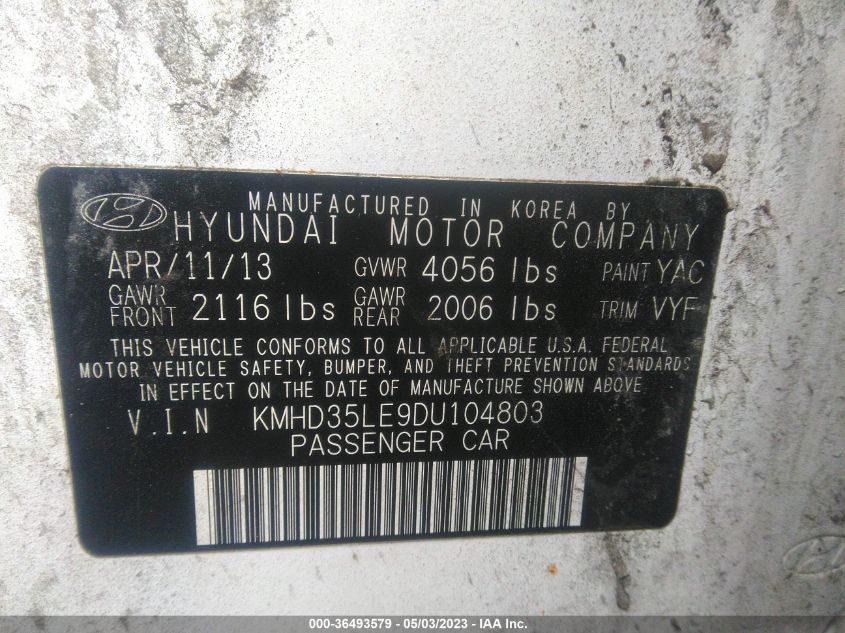 MANUFACTURED IN KOREA BY
HYUNDAI MOTOR COMPANY
APR/11/13 GVWR 4056 lbs PAINT YAC
GAWR FRONT 2116 lbs GAWR REAR 2006 lbs TRIM VYF
THIS VEHICLE CONFORMS TO ALL APPLICABLE U.S.A. FEDERAL
MOTOR VEHICLE SAFETY, BUMPER, AND THEFT PREVENTION STANDARDS
IN EFFECT ON THE DATE OF MANUFACTURE SHOWN ABOVE
V.I.N KMHD35LE9DU104803
PASSENGER CAR
000-36493579 - 05/03/2023 - IAA Inc.